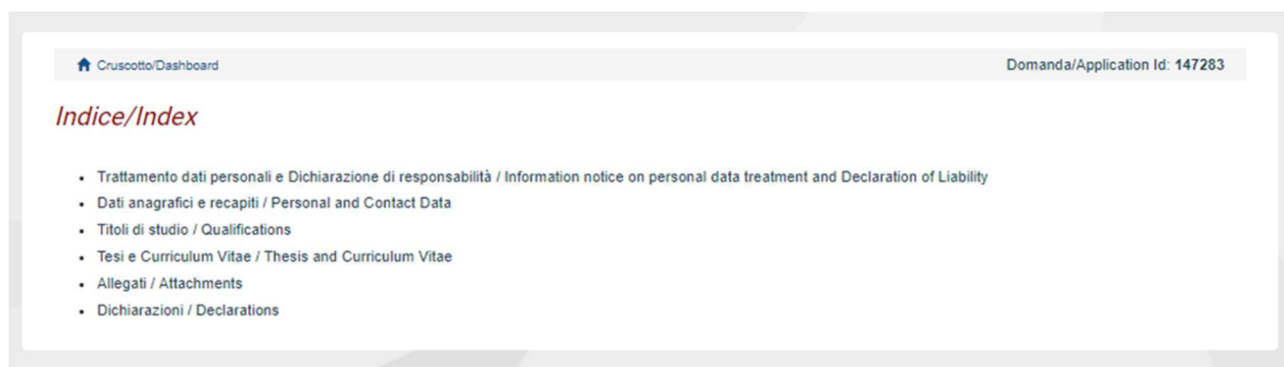 Cruscotto/Dashboard
Domanda/Application Id: 147283
Indice/Index
Trattamento dati personali e Dichiarazione di responsabilità / Information notice on personal data treatment and Declaration of Liability
Dati anagrafici e recapiti / Personal and Contact Data
Titoli di studio / Qualifications
Tesi e Curriculum Vitae / Thesis and Curriculum Vitae
Allegati / Attachments
Dichiarazioni / Declarations